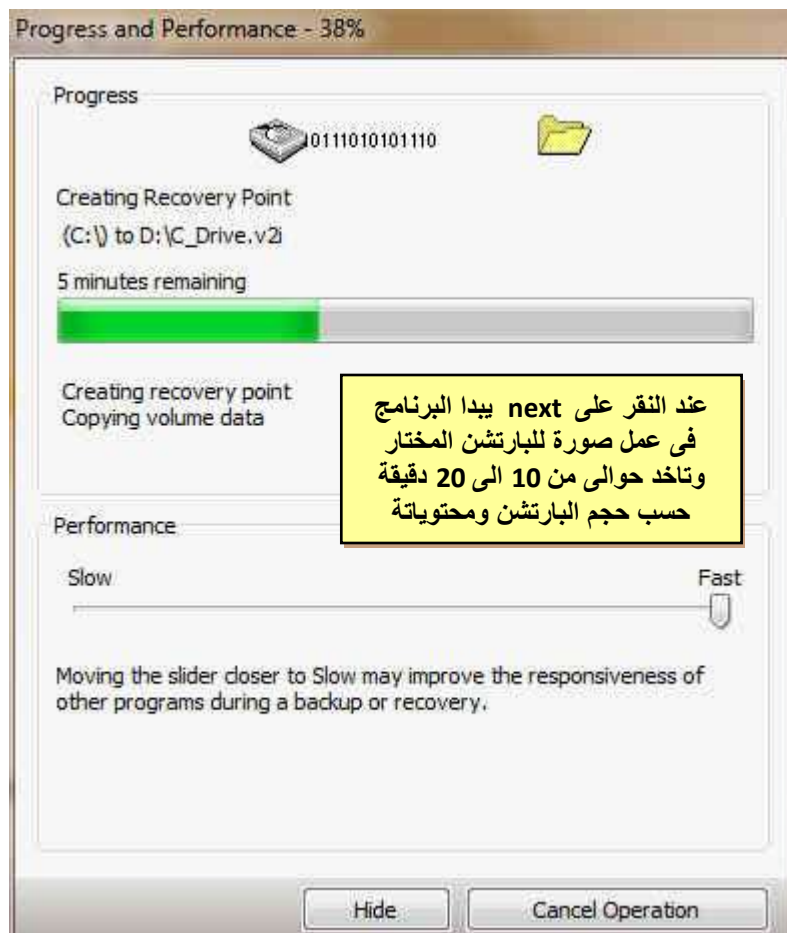 Progress and Performance - 38%
Progress
10111010101110
Creating Recovery Point
(C:\) to D:\C_Drive.v2i
5 minutes remaining
Creating recovery point
Copying volume data
عند النقر على next يبدا البرنامج
فى عمل صورة للبارتشن المختار
وتاخد حوالى من 10 الى 20 دقيقة
حسب حجم البارتشن ومحتوياتة
Performance
Slow
Fast
Moving the slider closer to Slow may improve the responsiveness of
other programs during a backup or recovery.
Hide
Cancel Operation